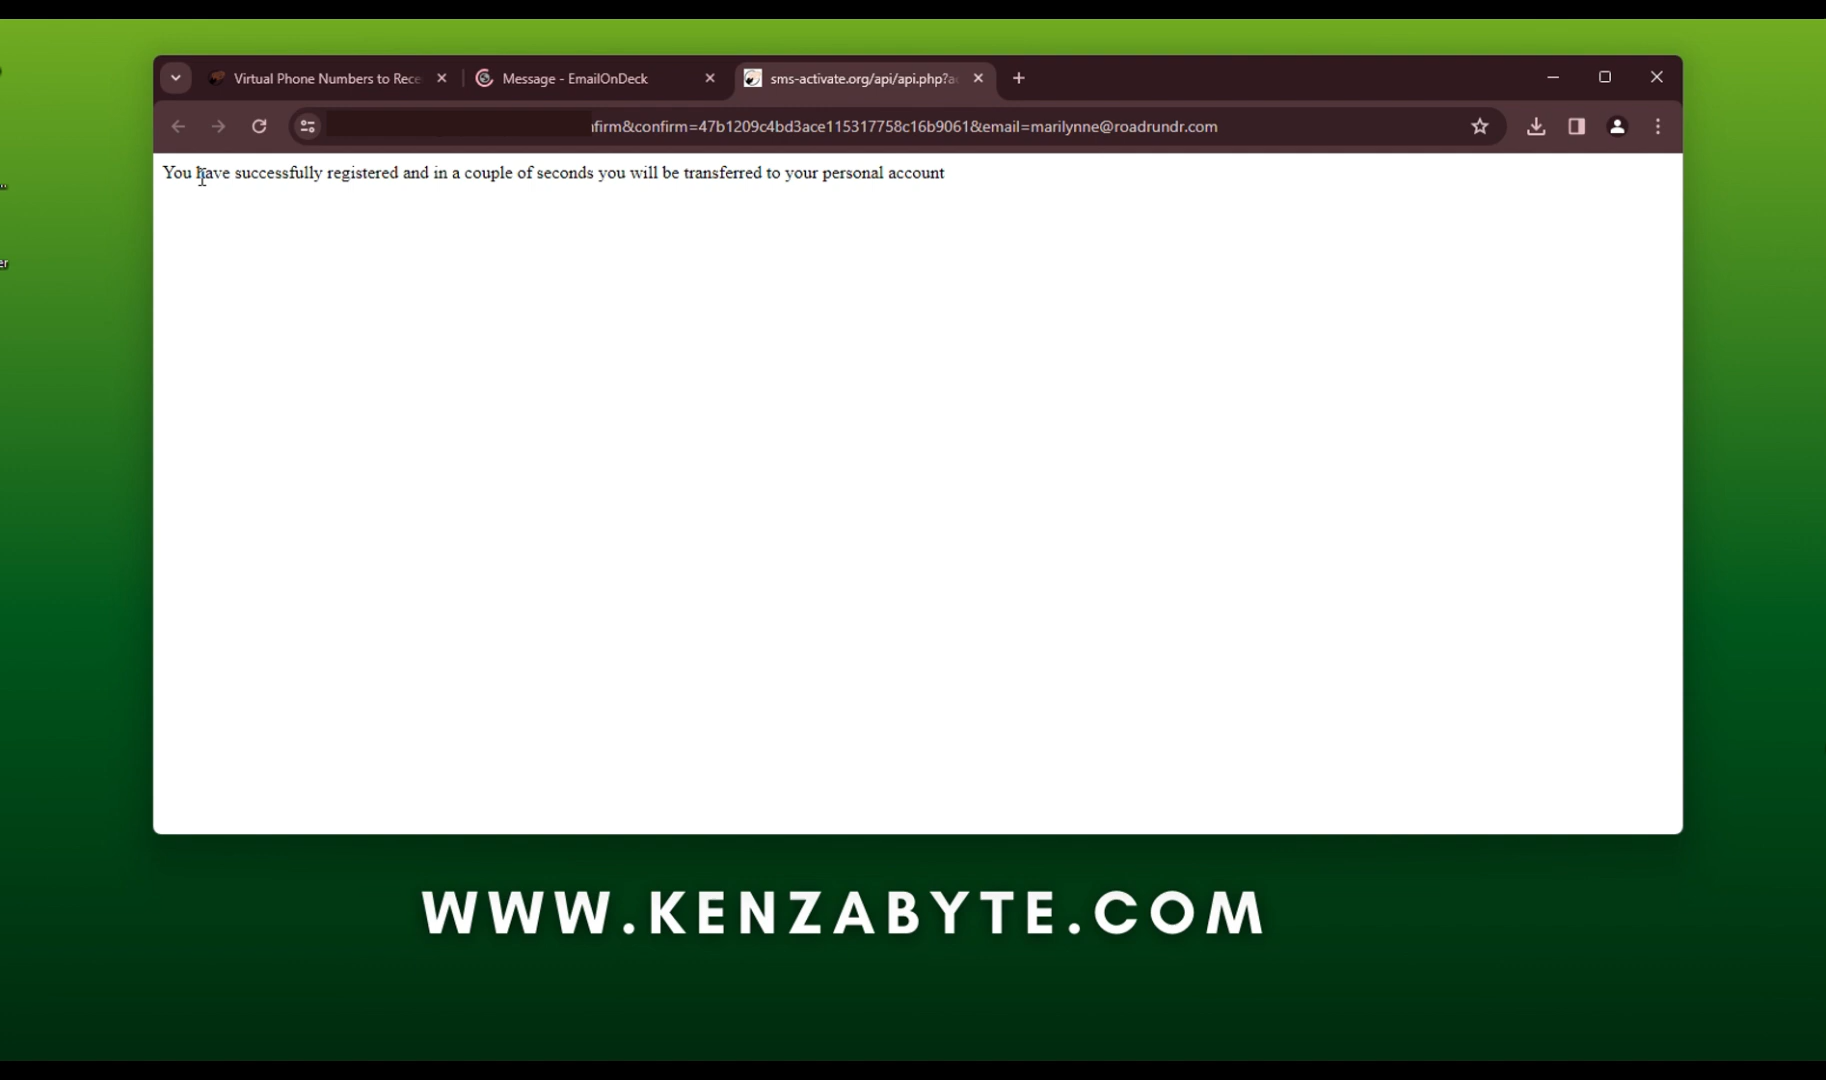 Virtual Phone Numbers to Rece
Message - EmailOnDeck
sms-activate.org/api/api.php?a
firm&confirm=47b1209c4bd3ace115317758c16b9061&email=marilynne@roadrundr.com
You have successfully registered and in a couple of seconds you will be transferred to your personal account
er
WWW.KENZABYTE.COM